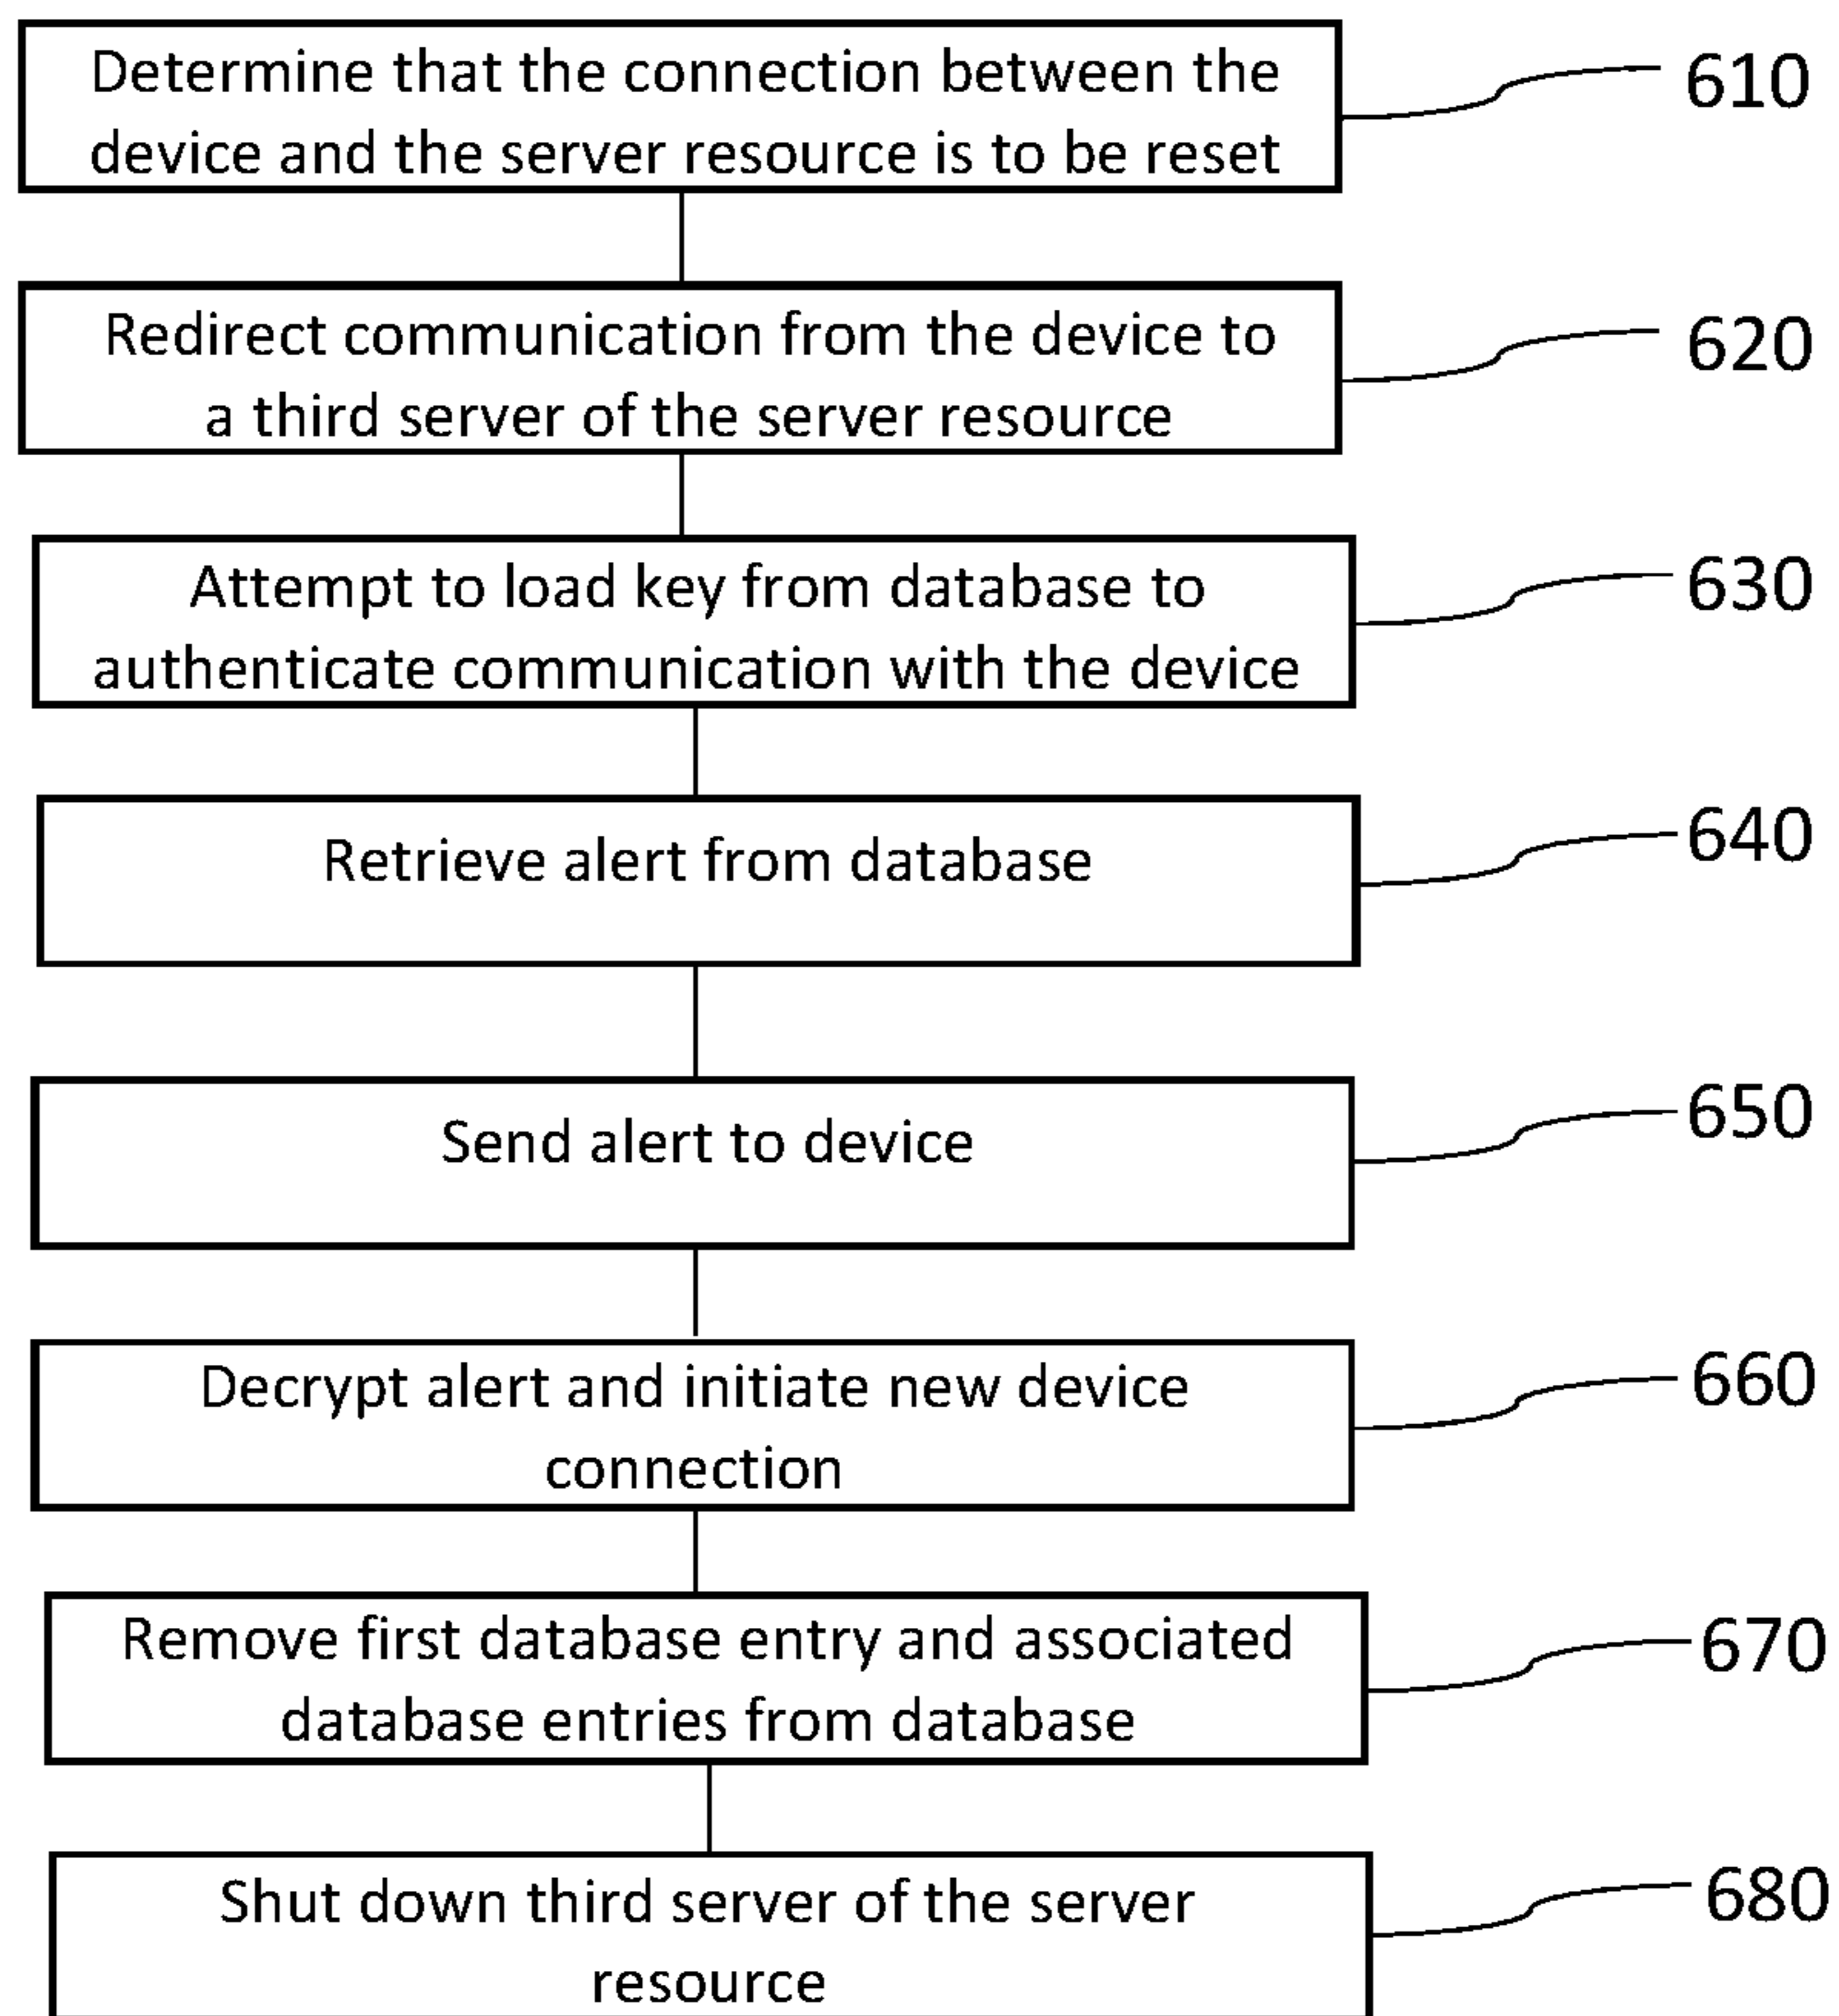 Determine that the connection between the
device and the server resource is to be reset
610
Redirect communication from the device to
a third server of the server resource
620
Attempt to load key from database to
authenticate communication with the device
630
Retrieve alert from database
640
Send alert to device
650
Decrypt alert and initiate new device
connection
660
Remove first database entry and associated
database entries from database
670
Shut down third server of the server
resource
680